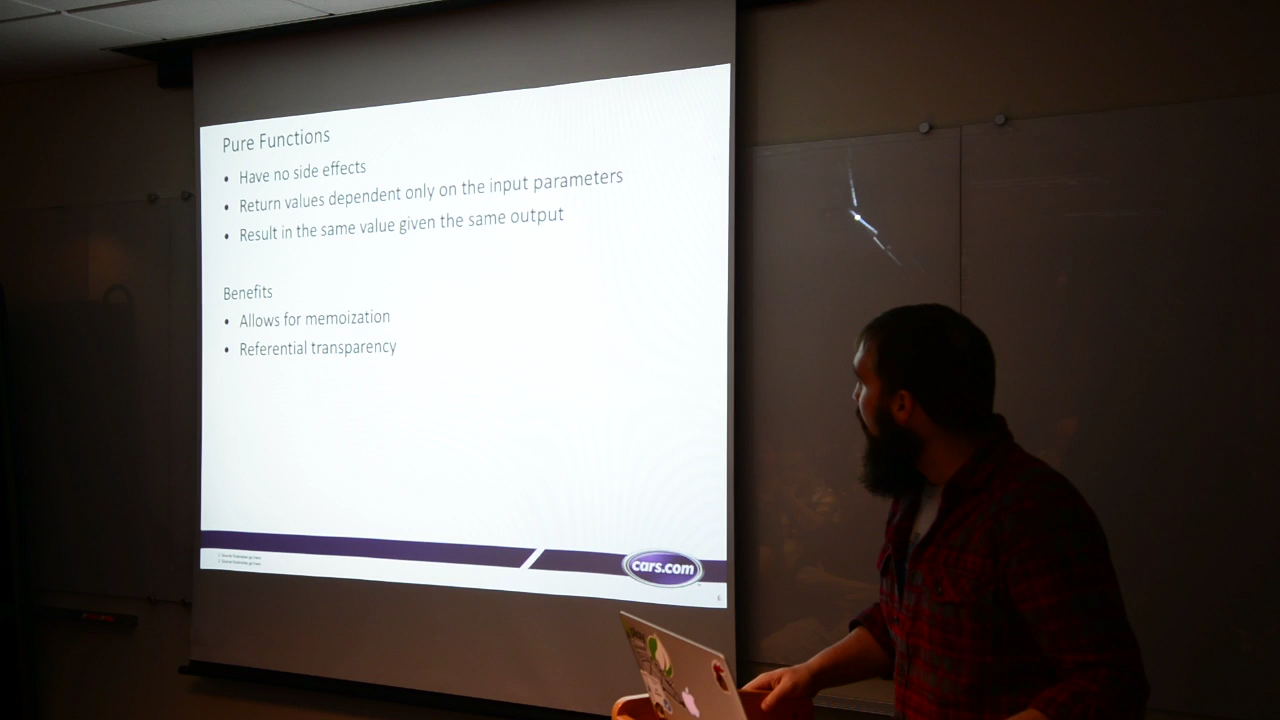 Pure Functions
• Have no side effects
• Return values dependent only on the input parameters
• Result in the same value given the same output
Benefits
• Allows for memoization
• Referential transparency
cars.com
6